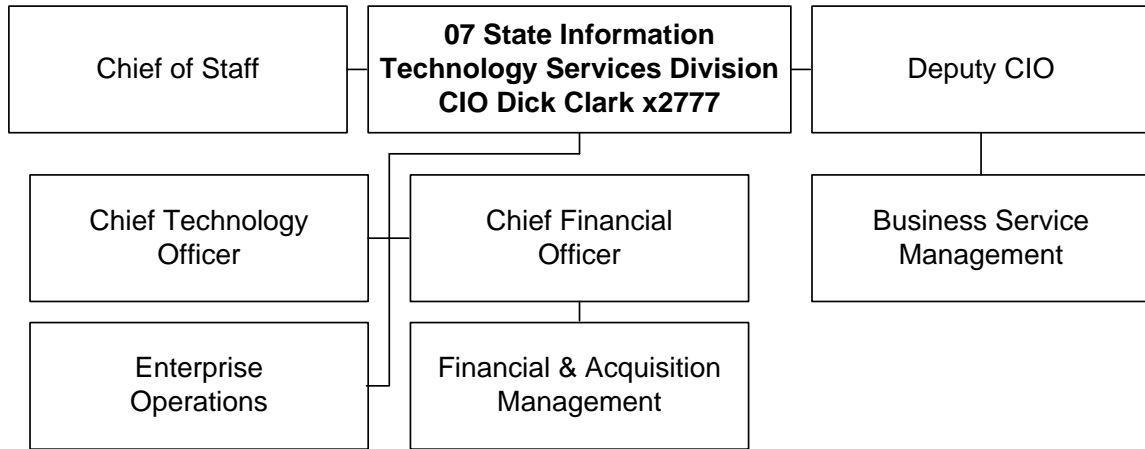 Chief of Staff
07 State Information
Technology Services Division
CIO Dick Clark x2777
Deputy CIO
Chief Technology
Officer
Chief Financial
Officer
Business Service
Management
Enterprise
Operations
Financial & Acquisition
Management